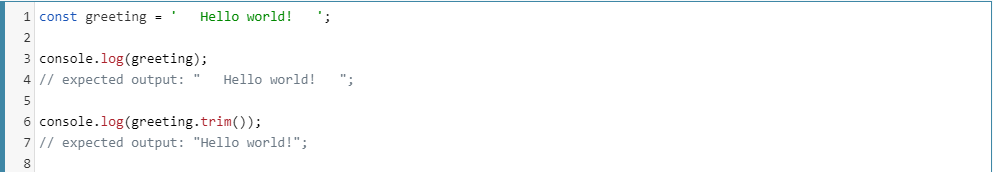 1 const greeting = '   Hello world!   ';
2
3 console.log(greeting);
4 // expected output: "   Hello world!   ";
5
6 console.log(greeting.trim());
7 // expected output: "Hello world!";
8